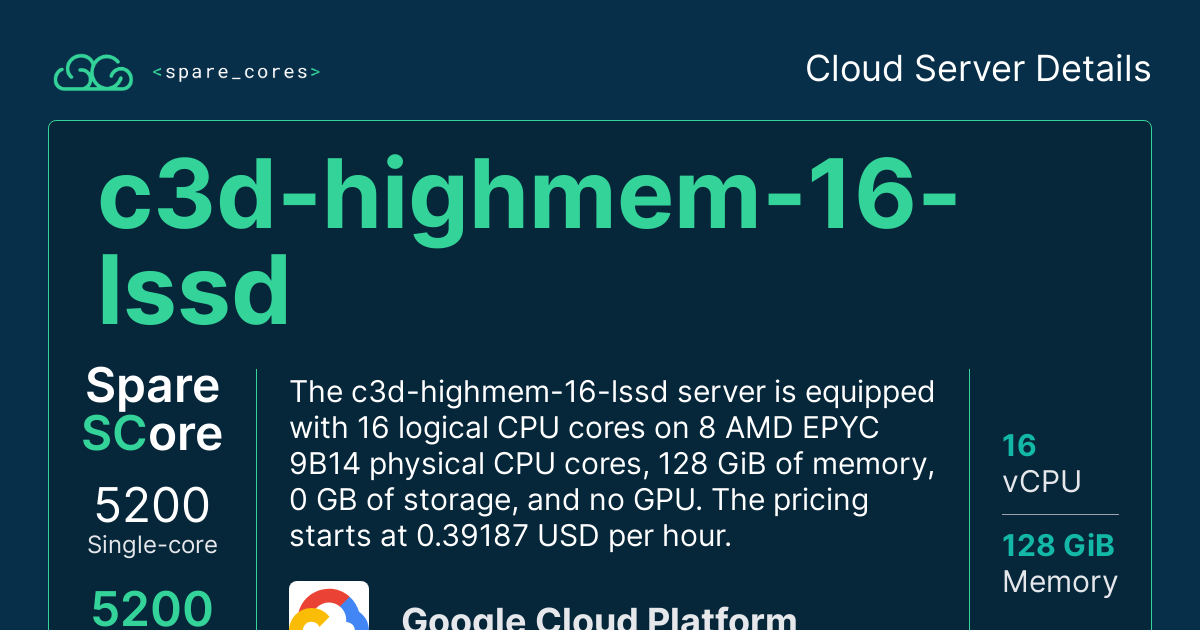 <spare_cores>
Cloud Server Details
c3d-highmem-16-
lssd
Spare
SCore
5200
Single-core
5200
The c3d-highmem-16-lssd server is equipped
with 16 logical CPU cores on 8 AMD EPYC
9B14 physical CPU cores, 128 GiB of memory,
0 GB of storage, and no GPU. The pricing
starts at 0.39187 USD per hour.
Google Cloud Platform
16
vCPU
128 GiB
Memory